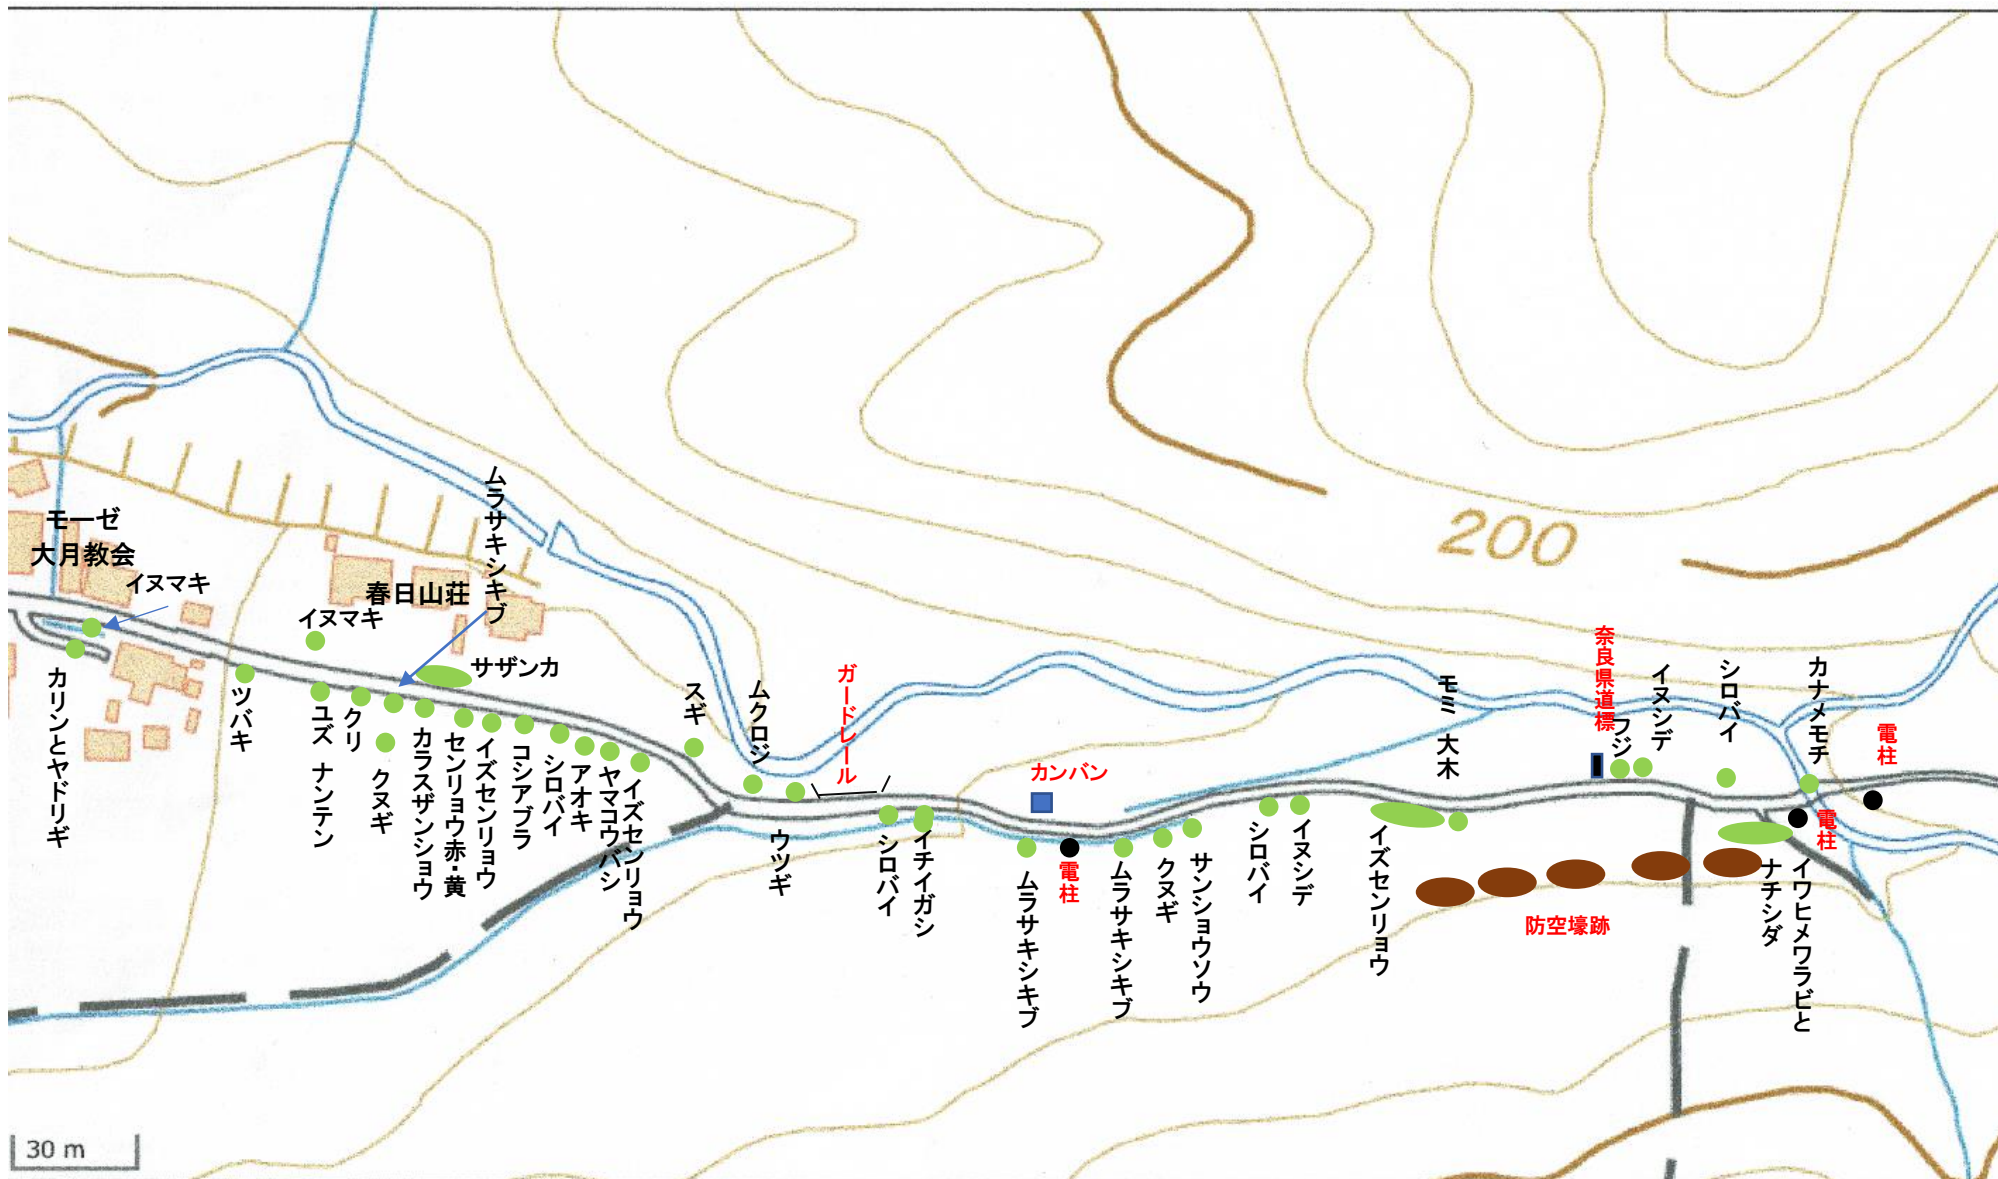 モーゼ
大月教会
イヌマキ
カリンとヤドリギ
ツバキ
イヌマキ
春日山荘
ムラサキシキブ
サザンカ
ユズ
ナンテン
クリ
クヌギ
カラスザンショウ
センリョウ赤・黄
イズセンリョウ
コシアブラ
シロバイ
アオキ
ヤマコウバシ
イズセンリョウ
スギ
ムクロジ
ウツギ
ガードレール
シロバイ
イチイガシ
カンバン
ムラサキシキブ
電柱
ムラサキシキブ
クヌギ
サンショウソウ
シロバイ
イヌシデ
イズセンリョウ
モミ 大木
200
奈良県道標
フジ
イヌシデ
シロバイ
カナメモチ
電柱
電柱
防空壕跡
イワヒメワラビと
ナチシダ
30 m